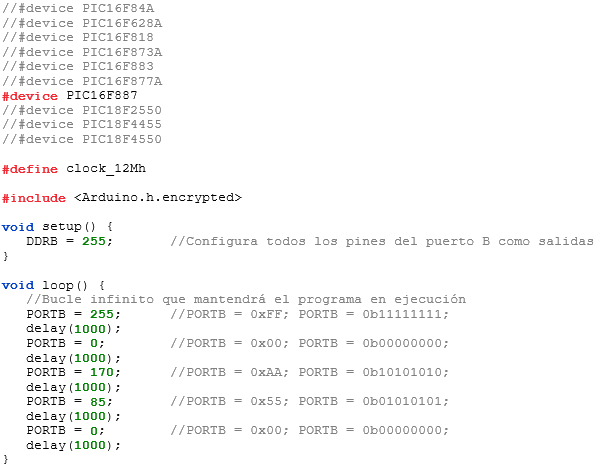 //#device PIC16F84A
//#device PIC16F628A
//#device PIC16F818
//#device PIC16F873A
//#device PIC16F883
//#device PIC16F877A
#device PIC16F887
//#device PIC18F2550
//#device PIC18F4455
//#device PIC18F4550

#define clock_12Mh

#include <Arduino.h.encrypted>

void setup() {
   DDRB = 255;       //Configura todos los pines del puerto B como salidas
}

void loop() {
   //Bucle infinito que mantendrá el programa en ejecución
   PORTB = 255;      //PORTB = 0xFF; PORTB = 0b11111111;
   delay(1000);
   PORTB = 0;        //PORTB = 0x00; PORTB = 0b00000000;
   delay(1000);
   PORTB = 170;      //PORTB = 0xAA; PORTB = 0b10101010;
   delay(1000);
   PORTB = 85;       //PORTB = 0x55; PORTB = 0b01010101;
   delay(1000);
   PORTB = 0;        //PORTB = 0x00; PORTB = 0b00000000;
   delay(1000);
}